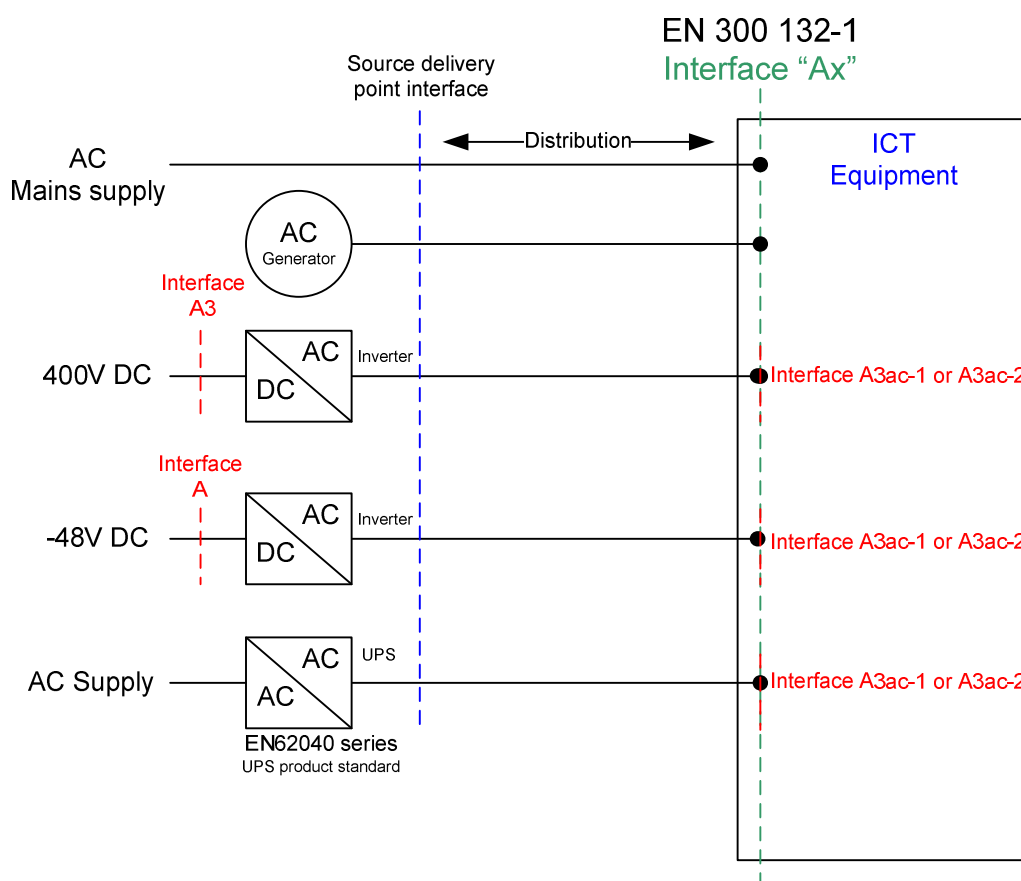 EN 300 132-1
Interface “Ax”
Source delivery
point interface
Distribution
ICT
Equipment
AC
Mains supply
AC
Generator
Interface
A3
400V DC
AC
DC
Inverter
Interface A3ac-1 or A3ac-2
Interface
A
-48V DC
AC
DC
Inverter
Interface A3ac-1 or A3ac-2
AC Supply
AC
AC
UPS
Interface A3ac-1 or A3ac-2
EN62040 series
UPS product standard